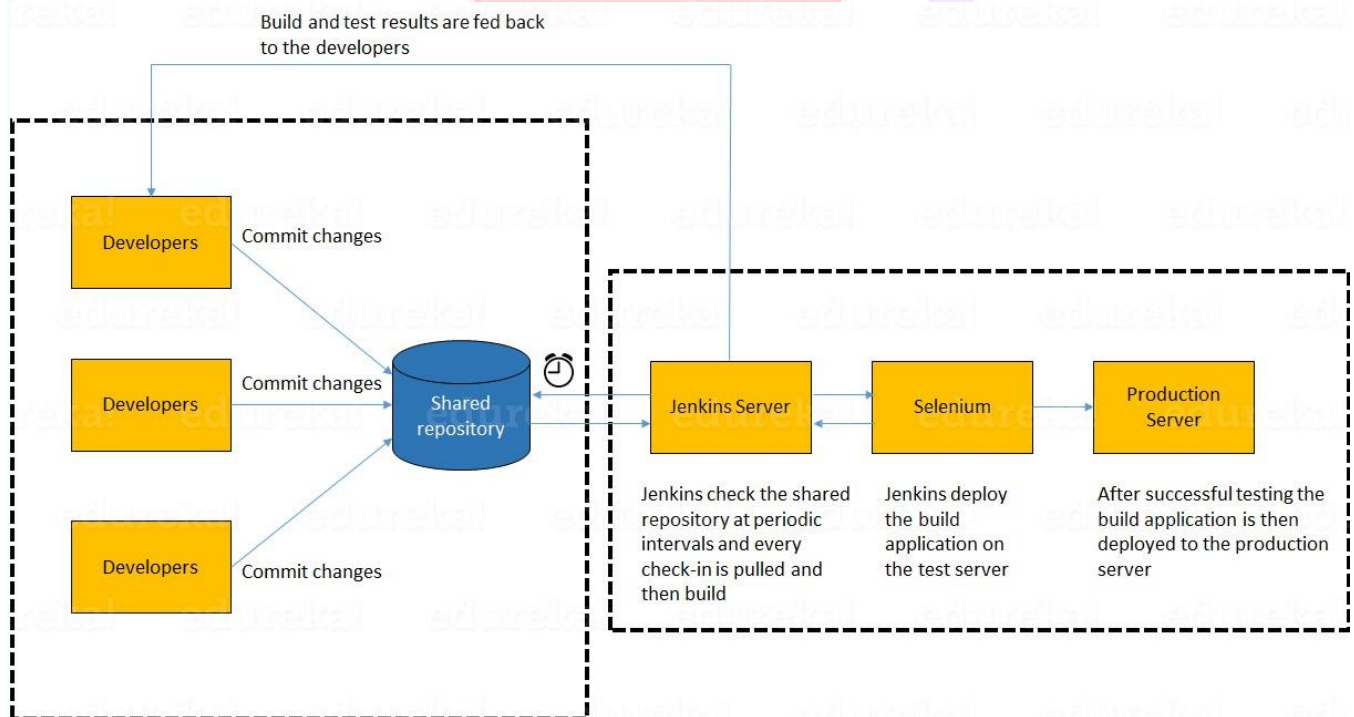 Build and test results are fed back
to the developers
Developers
Commit changes
Developers
Commit changes
Developers
Commit changes
Shared
repository
Jenkins Server
Selenium
Production
Server
Jenkins check the shared
repository at periodic
intervals and every
check-in is pulled and
then build
Jenkins deploy
the build
application on
the test server
After successful testing the
build application is then
deployed to the production
server
edureka!